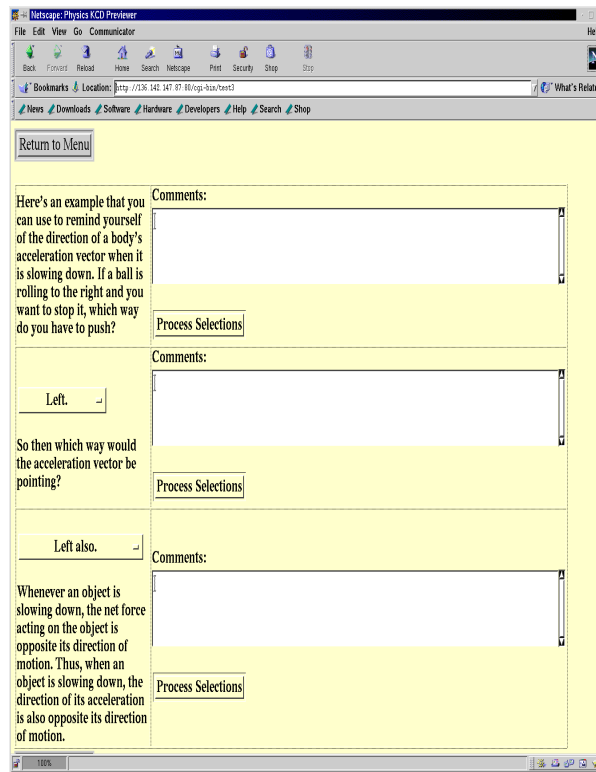 Netscape: Physics KCD Previewer
File Edit View Go Communicator
Back Forward Reload Home Search Netscape Print Security Shop Stop
Bookmarks Location: http://136.142.147.87:80/cgi-bin/test3
News Downloads Software Hardware Developers Help Search Shop
Return to Menu
Here's an example that you
can use to remind yourself
of the direction of a body's
acceleration vector when it
is slowing down. If a ball is
rolling to the right and you
want to stop it, which way
do you have to push?
Comments:
Process Selections
Left.
So then which way would
the acceleration vector be
pointing?
Comments:
Process Selections
Left also.
Whenever an object is
slowing down, the net force
acting on the object is
opposite its direction of
motion. Thus, when an
object is slowing down, the
direction of its acceleration
is also opposite its direction
of motion.
Comments:
Process Selections
100%